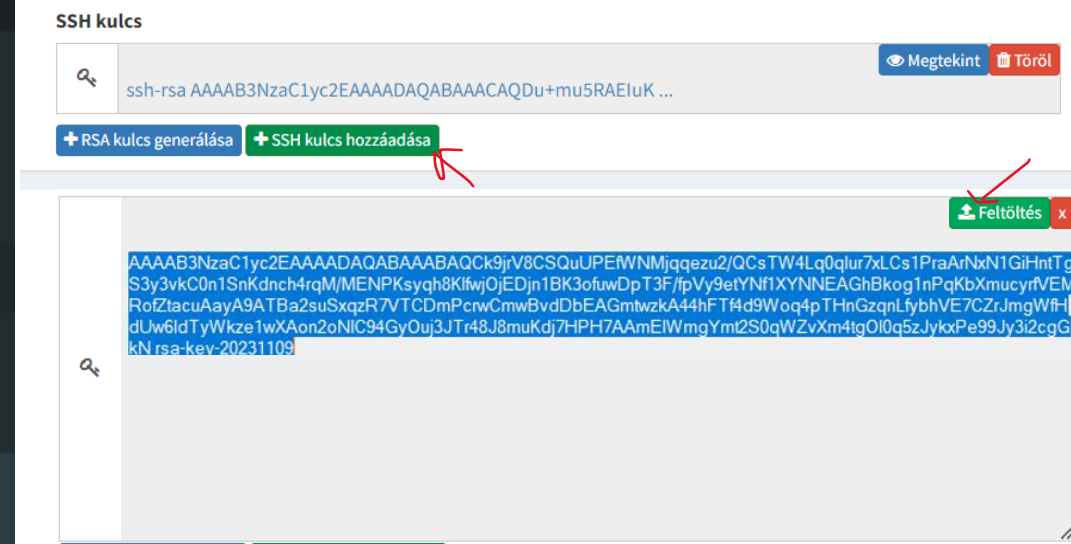 SSH kulcs
Megtekint Töröl
ssh-rsa AAAAB3NzaC1yc2EAAAADAQABAAACAQDu+mu5RAEIuK ...
RSA kulcs generálása SSH kulcs hozzáadása
Feltöltés x
AAAAB3NzaC1yc2EAAAADAQABAAABAQCk9jrV8CSQuUPEfWNMjqqezu2/QCsTW4Lq0qlur7xLCs1PraArNxN1GiHntTg
S3y3vkC0n1SnKdnch4rqM/MENPKsyqh8KlfwjOjEDjn1BK3ofuwDpT3F/fpVy9etYNf1XYNNEAGhBkog1nPqKbXmucyrfVEM
RofZtacuAayA9ATBa2suSxqzR7VTCDmPcrwCmwBvdDbEAGmtwzkA44hFTf4d9Woq4pTHnGzqnLfybhVE7CZrJmgWfH
dUw6ldTyWkze1wXAon2oNlC94GyOuj3JTr48J8muKdj7HPH7AAmElWmgYmt2S0qWZvXm4tgOl0q5zJykxPe99Jy3i2cgG
kN rsa-key-20231109